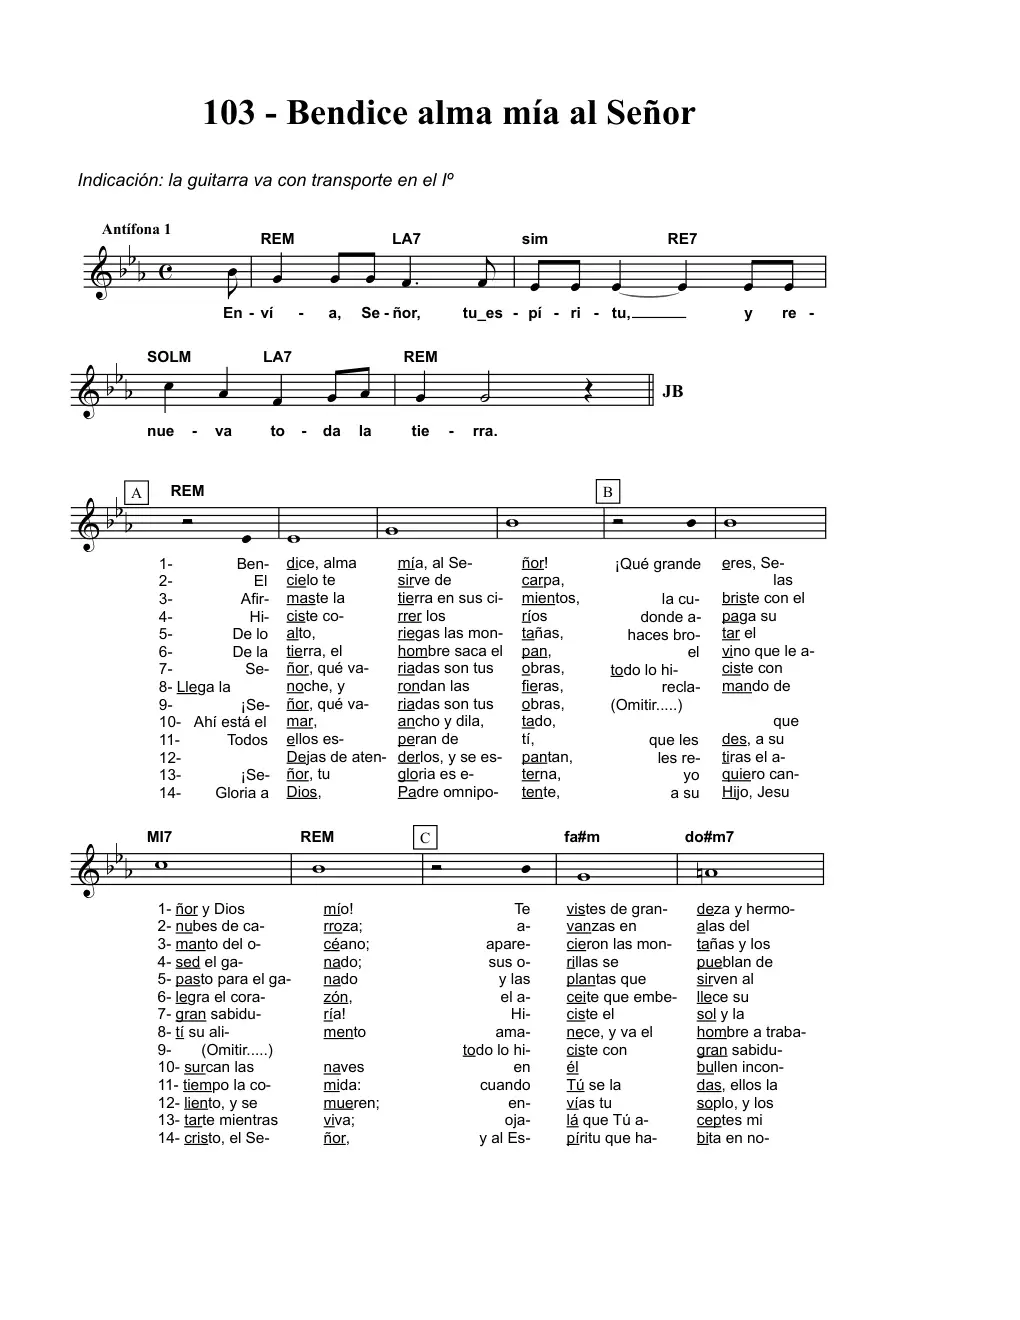 103 - Bendice alma mía al Señor
Indicación: la guitarra va con transporte en el Iº
Antífona 1
REM LA7 sim RE7
En - ví - a, Se - ñor, tu_es - pí - ri - tu, y re -
SOLM LA7 REM
JB
nue - va to - da la tie - rra.
A REM B
1- Ben- dice, alma mía, al Se- ñor! ¡Qué grande eres, Se-
2- El cielo te sirve de carpa, las
3- Afir- maste la tierra en sus ci- mientos, la cu- briste con el
4- Hi- ciste co- rrer los ríos donde a- paga su
5- De lo alto, riegas las mon- tañas, haces bro- tar el
6- De la tierra, el hombre saca el pan, el vino que le a-
7- Se- ñor, qué va- riadas son tus obras, todo lo hi- ciste con
8- Llega la noche, y rondan las fieras, recla- mando de
9- ¡Se- ñor, qué va- riadas son tus obras, (Omitir.....)
10- Ahí está el mar, ancho y dila, tado, que
11- Todos ellos es- peran de tí, que les des, a su
12- Dejas de aten- derlos, y se es- pantan, les re- tiras el a-
13- ¡Se- ñor, tu gloria es e- terna, yo quiero can-
14- Gloria a Dios, Padre omnipo- tente, a su Hijo, Jesu
MI7 REM C fa#m do#m7
1- ñor y Dios mío! Te vistes de gran- deza y hermo-
2- nubes de ca- rroza; a- vanzas en alas del
3- manto del o- céano; apare- cieron las mon- tañas y los
4- sed el ga- nado; sus o- rillas se pueblan de
5- pasto para el ga- nado y las plantas que sirven al
6- legra el cora- zón, el a- ceite que embe- llece su
7- gran sabidu- ría! Hi- ciste el sol y la
8- tí su ali- mento ama- nece, y va el hombre a traba-
9- (Omitir.....) todo lo hi- ciste con gran sabidu-
10- surcan las naves en él bullen incon-
11- tiempo la co- mida: cuando Tú se la das, ellos la
12- liento, y se mueren; en- vías tu soplo, y los
13- tarte mientras viva; oja- lá que Tú a- ceptes mi
14- cristo, el Se- ñor, y al Es- píritu que ha- bita en no-